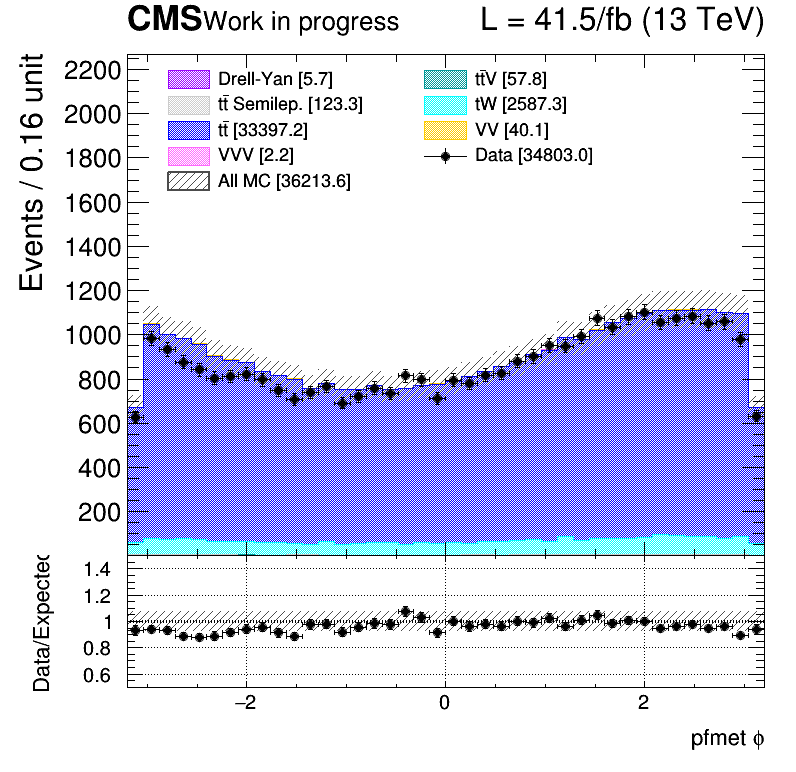 CMS Work in progress L = 41.5/fb (13 TeV)
Events / 0.16 unit
2200
2000
1800
1600
1400
1200
1000
800
600
400
200
Drell-Yan [5.7]
tt̄ Semilep. [123.3]
tt̄ [33397.2]
VVV [2.2]
All MC [36213.6]
tt̄V [57.8]
tW [2587.3]
VV [40.1]
Data [34803.0]
Data/Expected
1.4
1.2
1
0.8
0.6
−2 0 2
pfmet ϕ